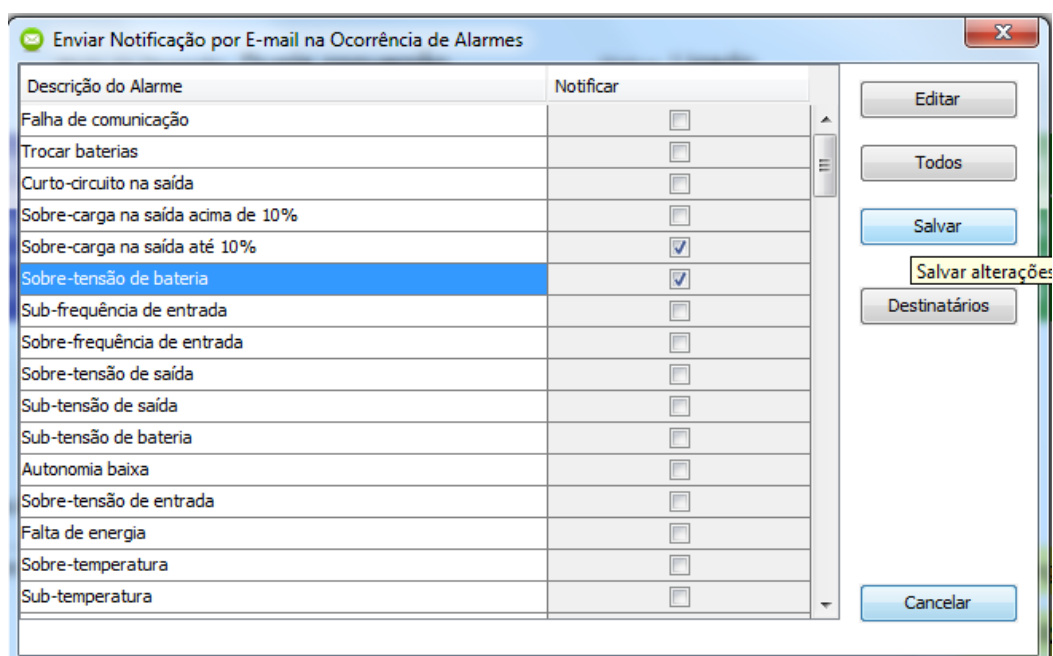 Enviar Notificação por E-mail na Ocorrência de Alarmes
Descrição do Alarme Notificar
Falha de comunicação
Trocar baterias
Curto-circuito na saída
Sobre-carga na saída acima de 10%
Sobre-carga na saída até 10%
Sobre-tensão de bateria
Sub-frequência de entrada
Sobre-frequência de entrada
Sobre-tensão de saída
Sub-tensão de saída
Sub-tensão de bateria
Autonomia baixa
Sobre-tensão de entrada
Falta de energia
Sobre-temperatura
Sub-temperatura
Editar
Todos
Salvar
Salvar alterações
Destinatários
Cancelar